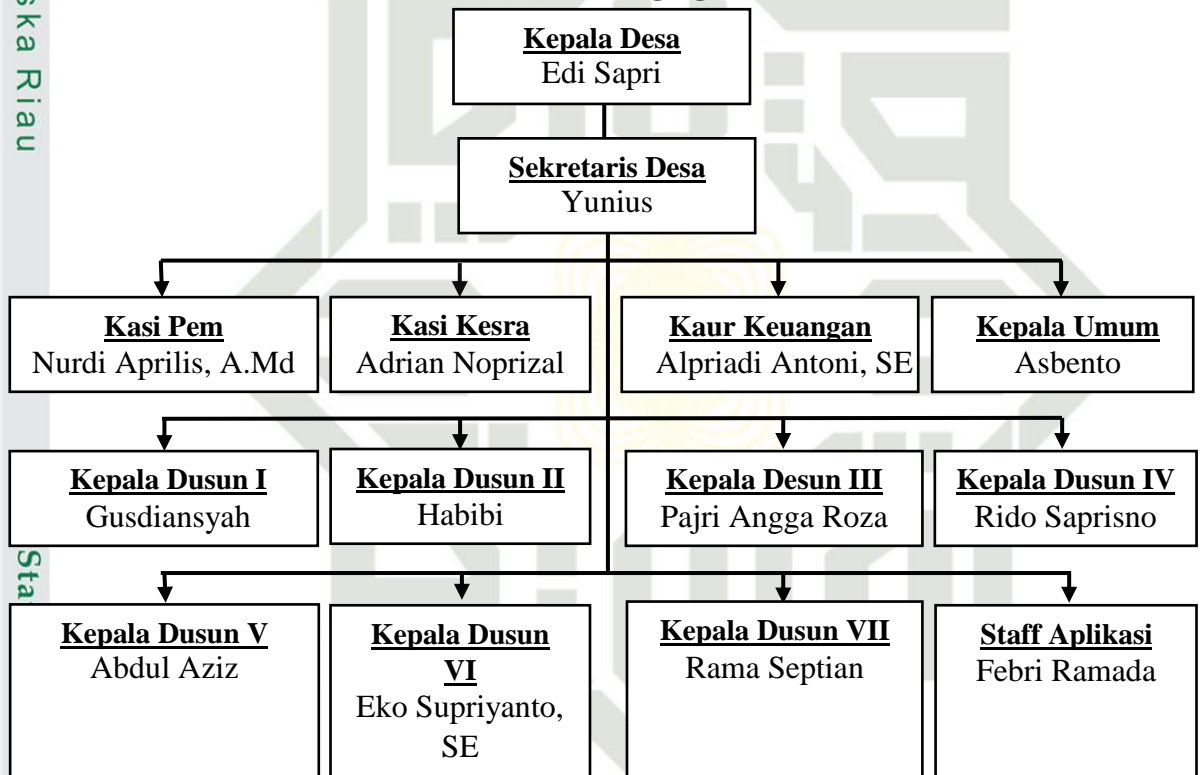 ska Riau
Kepala Desa
Edi Sapri
Sekretaris Desa
Yunius
Kasi Pem
Nurdi Aprilis, A.Md
Kasi Kesra
Adrian Noprizal
Kaur Keuangan
Alpriadi Antoni, SE
Kepala Umum
Asbento
Kepala Dusun I
Gusdiansyah
Kepala Dusun II
Habibi
Kepala Desun III
Pajri Angga Roza
Kepala Dusun IV
Rido Saprisno
Sta
Kepala Dusun V
Abdul Aziz
Kepala Dusun
VI
Eko Supriyanto,
SE
Kepala Dusun VII
Rama Septian
Staff Aplikasi
Febri Ramada